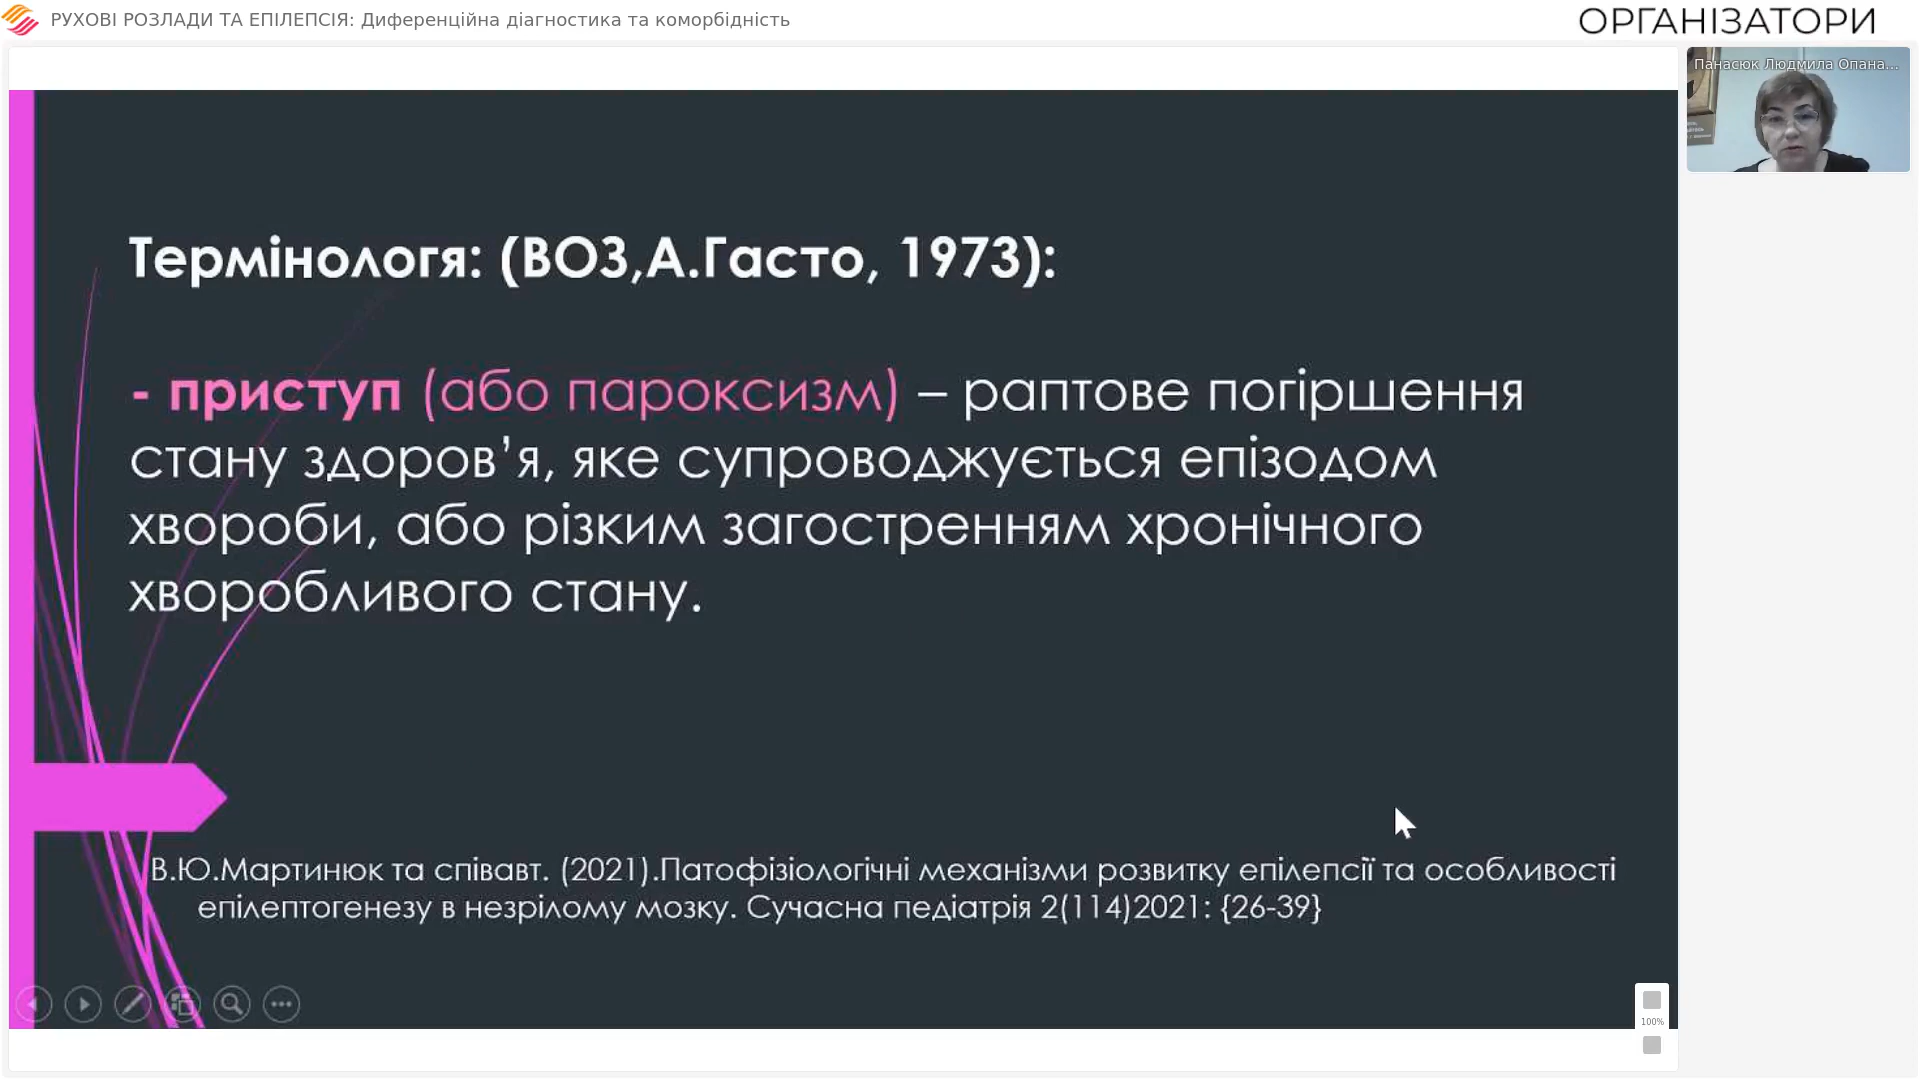 РУХОВІ РОЗЛАДИ ТА ЕПІЛЕПСІЯ: Диференційна діагностика та коморбідність
ОРГАНІЗАТОРИ
Панасюк Людмила Опана...
Термінологя: (ВОЗ,А.Гасто, 1973):
- приступ (або пароксизм) – раптове погіршення
стану здоров’я, яке супроводжується епізодом
хвороби, або різким загостренням хронічного
хворобливого стану.
В.Ю.Мартинюк та співавт. (2021).Патофізіологічні механізми розвитку епілепсії та особливості
епілептогенезу в незрілому мозку. Сучасна педіатрія 2(114)2021: {26-39}
100%